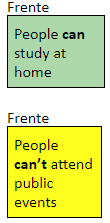 Frente
People can
study at
home
Frente
People
can't attend
public
events